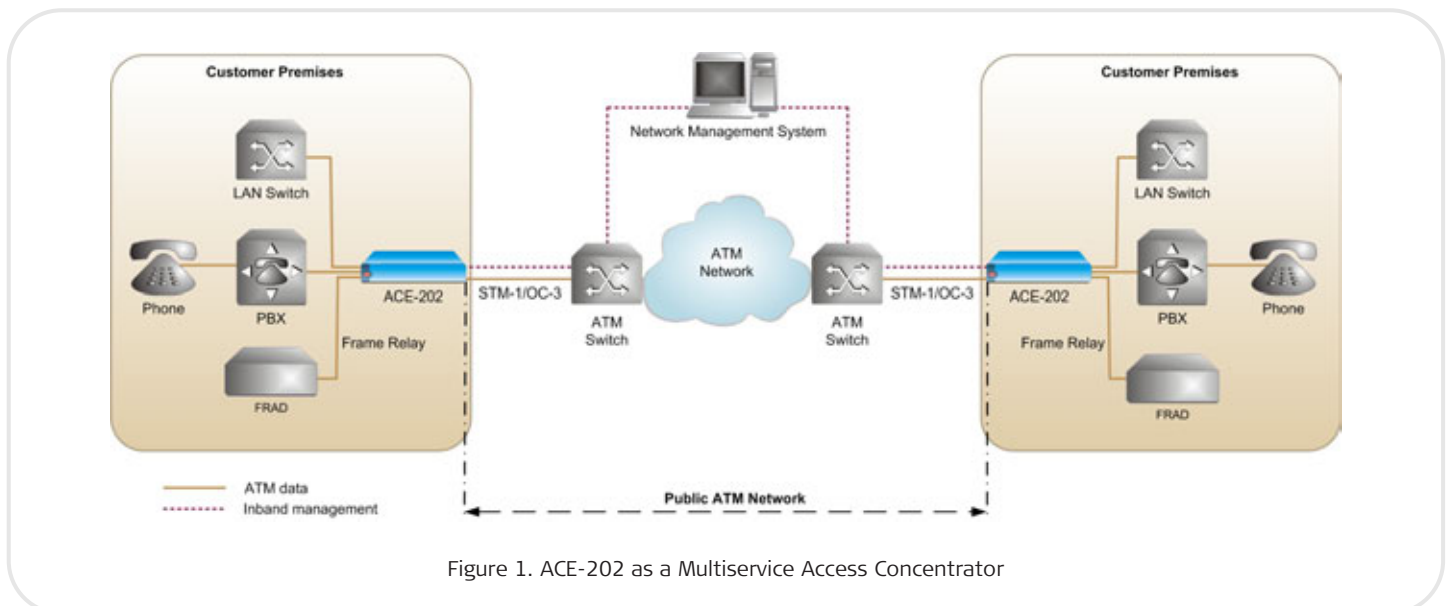 Customer Premises
LAN Switch
Phone
PBX
ACE-202
Frame Relay
FRAD
STM-1/OC-3
ATM
Switch
Network Management System
ATM
Network
ATM
Switch
STM-1/OC-3
Customer Premises
LAN Switch
ACE-202
PBX
Phone
Frame Relay
FRAD
ATM data
Inband management
Public ATM Network
Figure 1. ACE-202 as a Multiservice Access Concentrator